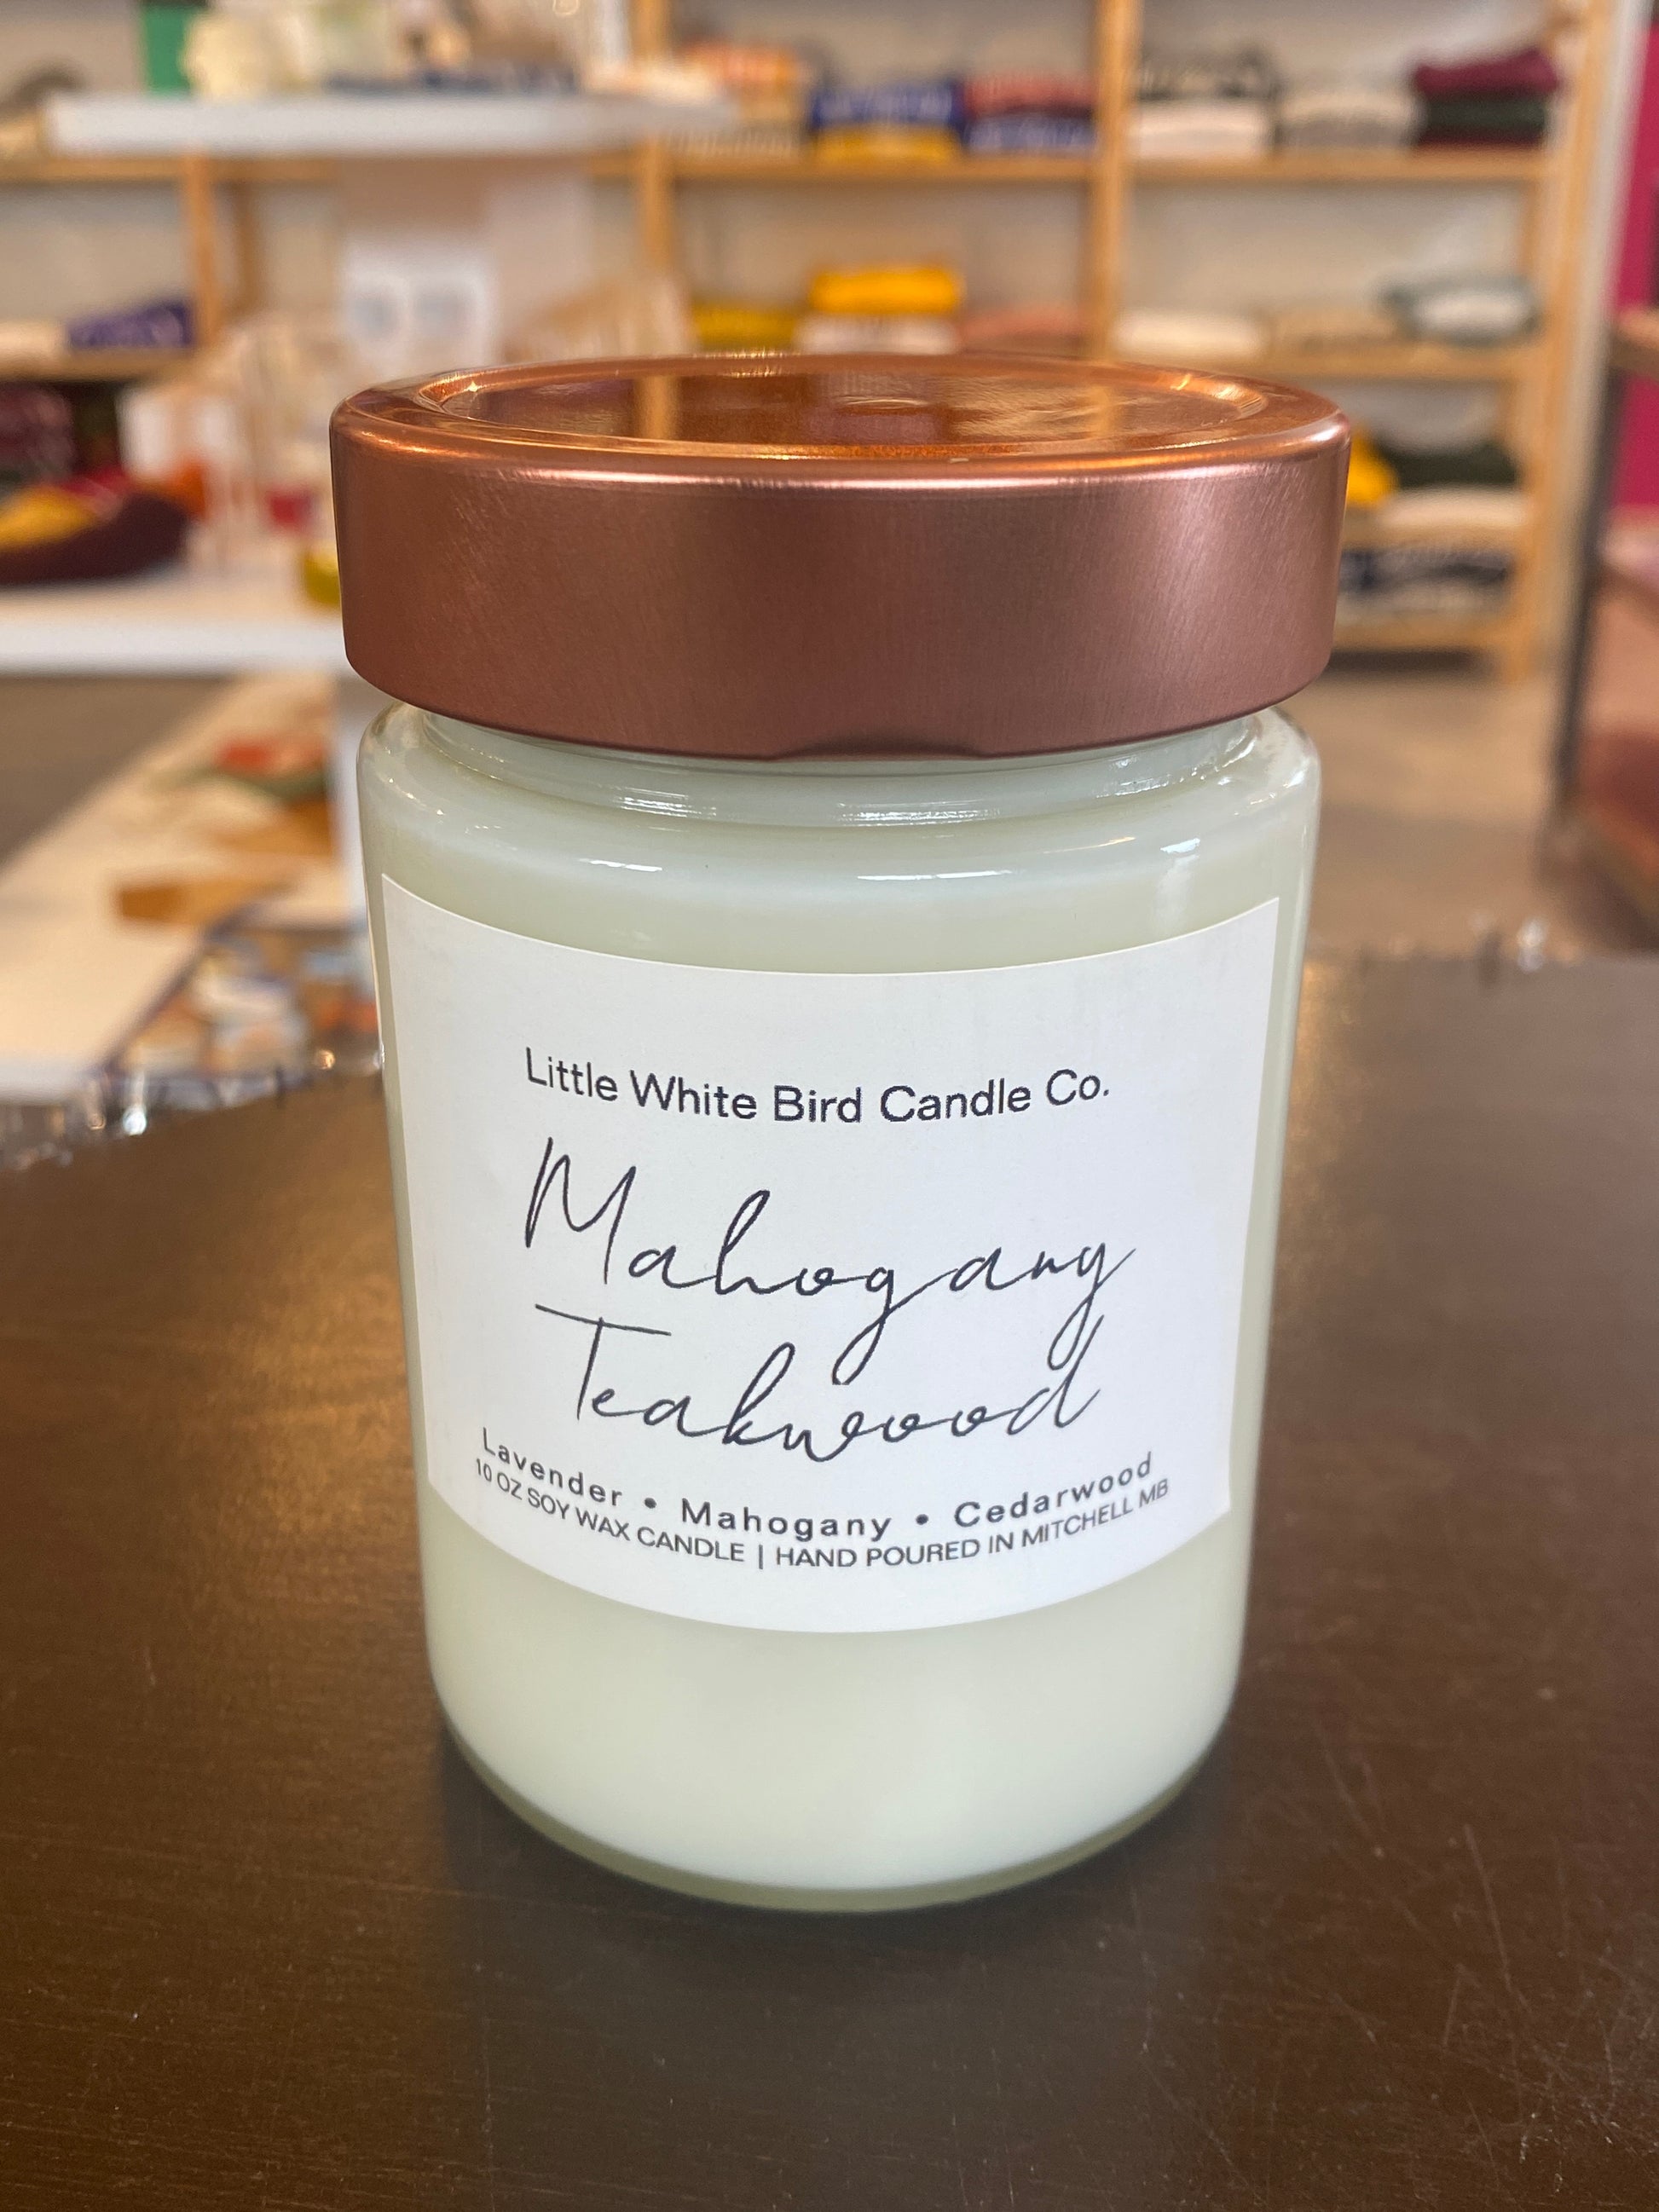 Little White Bird Candle Co.
Mahogany
Teakwood
Lavender • Mahogany • Cedarwood
10 OZ SOY WAX CANDLE | HAND POURED IN MITCHELL MB